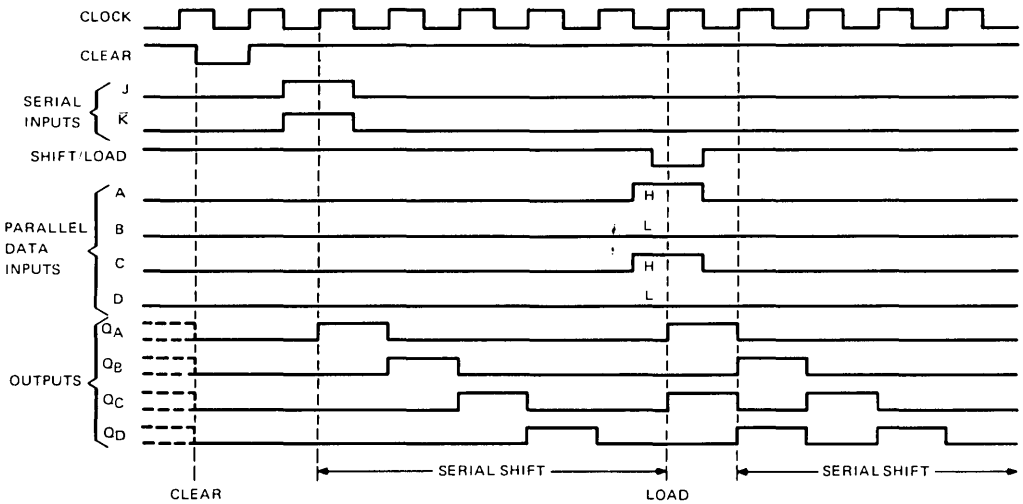 CLOCK
CLEAR
SERIAL
INPUTS
J
K̅
SHIFT/LOAD
PARALLEL
DATA
INPUTS
A
H
B
L
C
H
D
L
OUTPUTS
QA
QB
QC
QD
SERIAL SHIFT
SERIAL SHIFT
CLEAR
LOAD